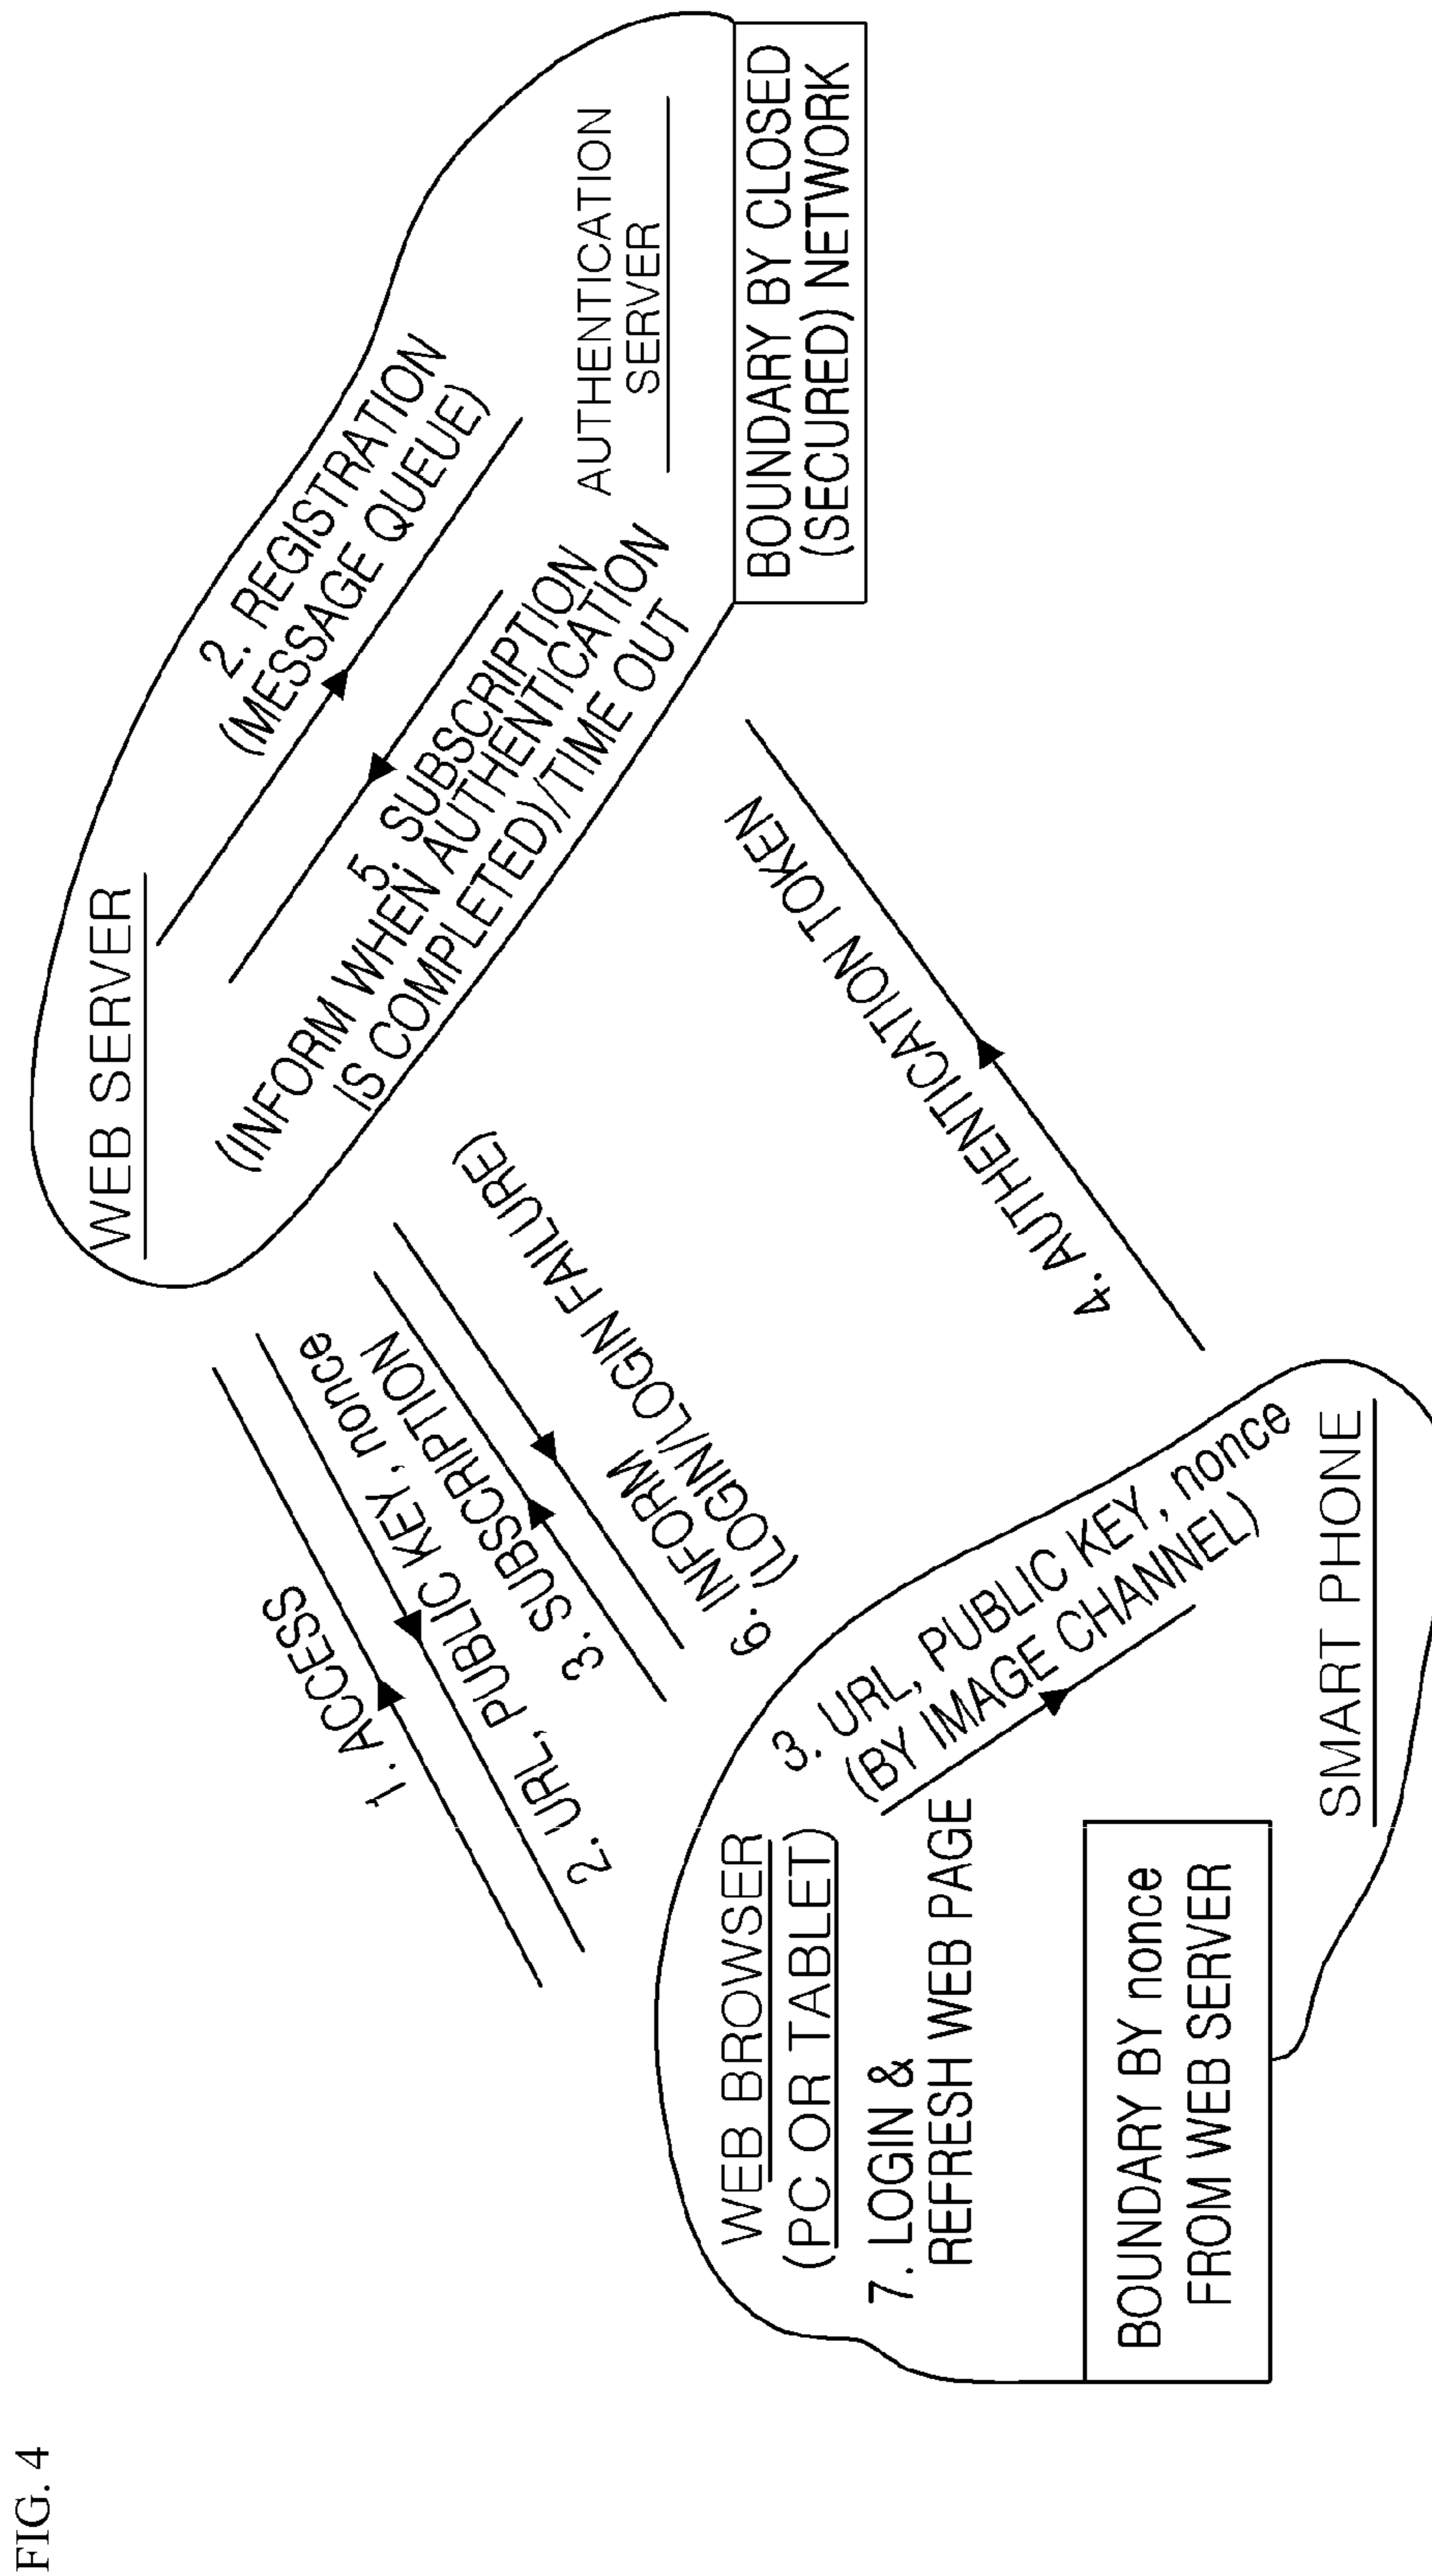 FIG. 4
WEB SERVER
2. REGISTRATION
(MESSAGE QUEUE)
5. SUBSCRIPTION
(INFORM WHEN AUTHENTICATION
IS COMPLETED)/TIME OUT
AUTHENTICATION
SERVER
BOUNDARY BY CLOSED
(SECURED) NETWORK
1. ACCESS
2. URL, PUBLIC KEY, nonce
3. SUBSCRIPTION
6. INFORM
(LOGIN/LOGIN FAILURE)
4. AUTHENTICATION TOKEN
WEB BROWSER
(PC OR TABLET)
7. LOGIN &
REFRESH WEB PAGE
3. URL, PUBLIC KEY, nonce
(BY IMAGE CHANNEL)
BOUNDARY BY nonce
FROM WEB SERVER
SMART PHONE